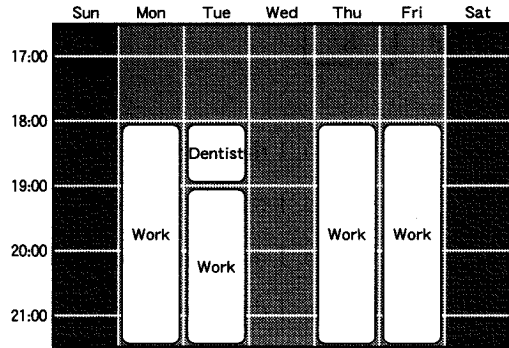 Sun Mon Tue Wed Thu Fri Sat
17:00
18:00
Dentist
19:00
Work Work Work
Work
20:00
21:00